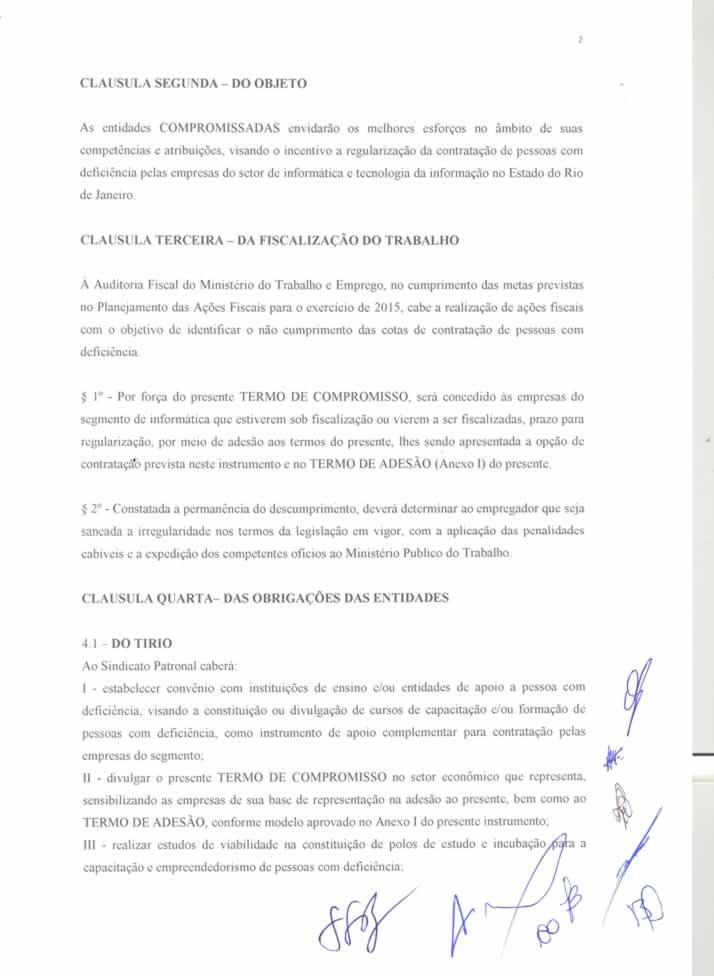 2
CLAUSULA SEGUNDA – DO OBJETO
As entidades COMPROMISSADAS envidarão os melhores esforços no âmbito de suas
competências e atribuições, visando o incentivo a regularização da contratação de pessoas com
deficiência pelas empresas do setor de informática e tecnologia da informação no Estado do Rio
de Janeiro.
CLAUSULA TERCEIRA – DA FISCALIZAÇÃO DO TRABALHO
À Auditoria Fiscal do Ministério do Trabalho e Emprego, no cumprimento das metas previstas
no Planejamento das Ações Fiscais para o exercício de 2015, cabe a realização de ações fiscais
com o objetivo de identificar o não cumprimento das cotas de contratação de pessoas com
deficiência.
§ 1º - Por força do presente TERMO DE COMPROMISSO, será concedido às empresas do
segmento de informática que estiverem sob fiscalização ou vierem a ser fiscalizadas, prazo para
regularização, por meio de adesão aos termos do presente, lhes sendo apresentada a opção de
contratação prevista neste instrumento e no TERMO DE ADESÃO (Anexo I) do presente.
§ 2º - Constatada a permanência do descumprimento, deverá determinar ao empregador que seja
saneada a irregularidade nos termos da legislação em vigor, com a aplicação das penalidades
cabíveis e a expedição dos competentes ofícios ao Ministério Publico do Trabalho.
CLAUSULA QUARTA– DAS OBRIGAÇÕES DAS ENTIDADES
4.1 – DO TIRIO
Ao Sindicato Patronal caberá:
I - estabelecer convênio com instituições de ensino e/ou entidades de apoio a pessoa com
deficiência, visando a constituição ou divulgação de cursos de capacitação e/ou formação de
pessoas com deficiência, como instrumento de apoio complementar para contratação pelas
empresas do segmento;
II - divulgar o presente TERMO DE COMPROMISSO no setor econômico que representa,
sensibilizando as empresas de sua base de representação na adesão ao presente, bem como ao
TERMO DE ADESÃO, conforme modelo aprovado no Anexo I do presente instrumento;
III - realizar estudos de viabilidade na constituição de polos de estudo e incubação para a
capacitação e empreendedorismo de pessoas com deficiência;